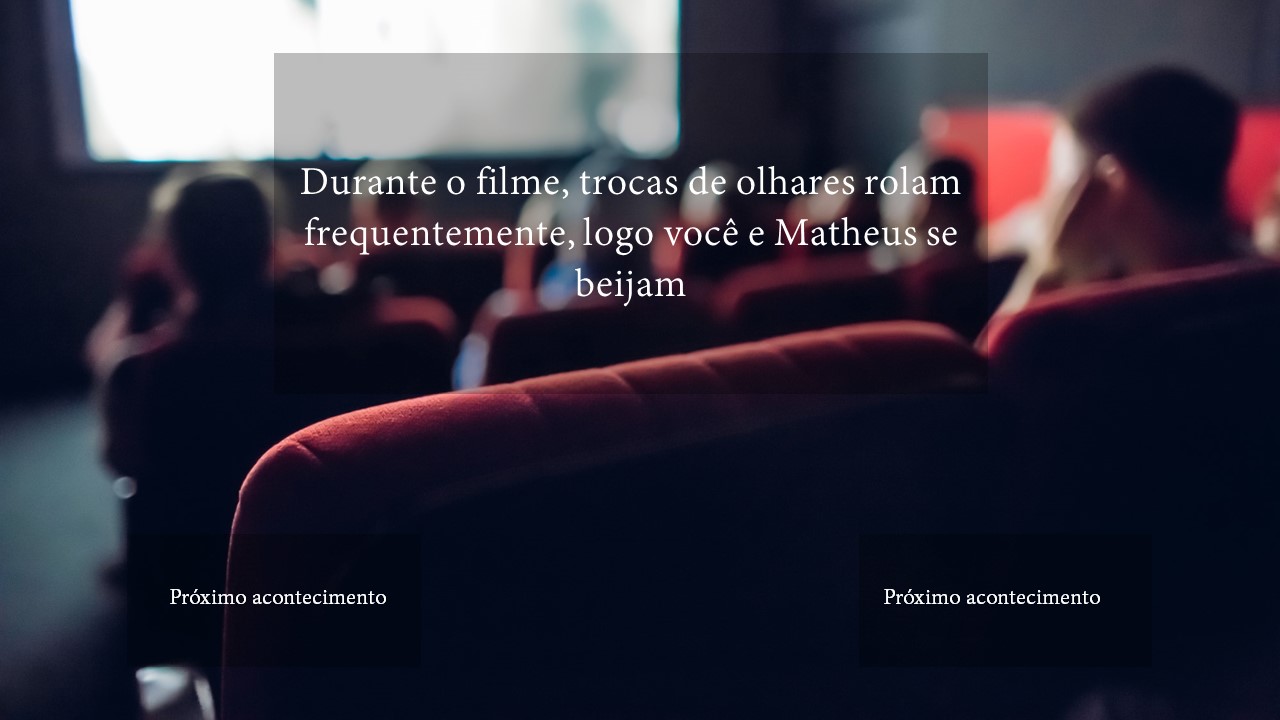 Durante o filme, trocas de olhares rolam
frequentemente, logo você e Matheus se
beijam
Próximo acontecimento
Próximo acontecimento